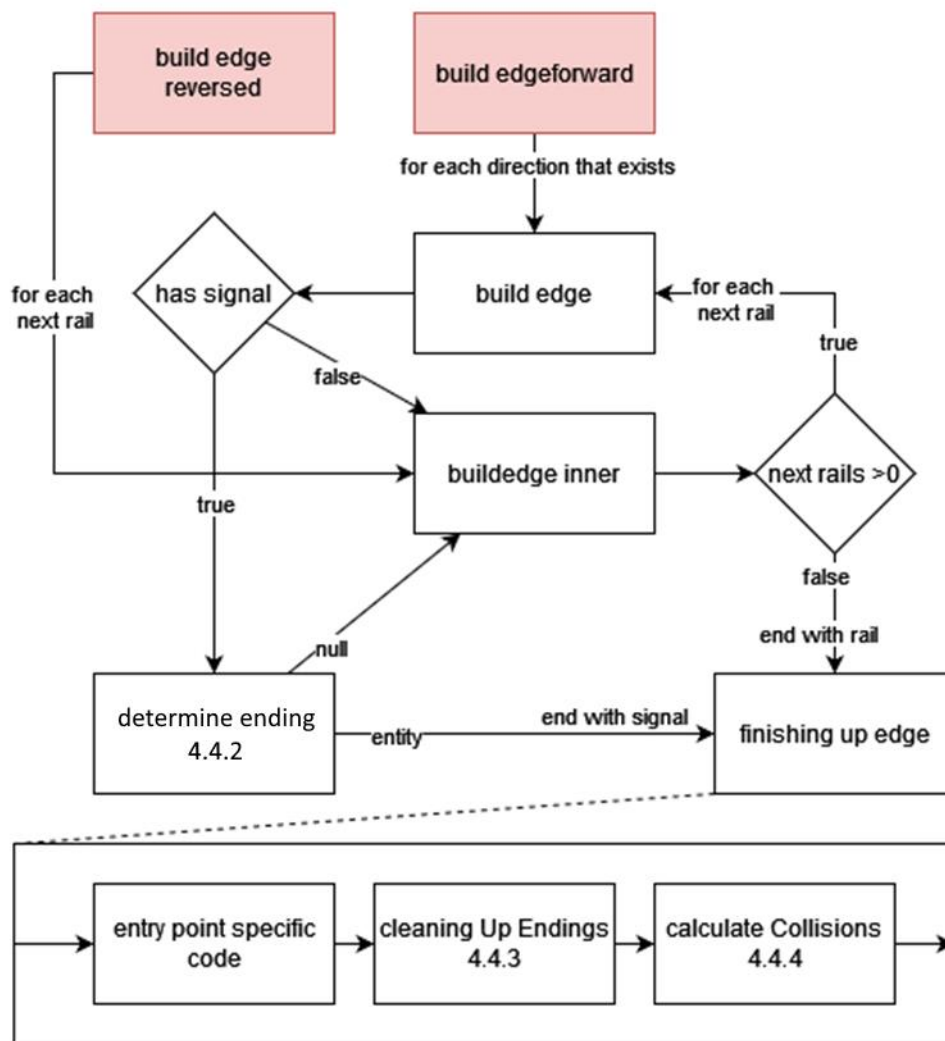 build edge
reversed
build edgeforward
for each direction that exists
has signal
build edge
for each
next rail
for each
next rail
true
false
buildedge inner
next rails >0
true
false
null
end with rail
determine ending
4.4.2
entity
end with signal
finishing up edge
entry point specific
code
cleaning Up Endings
4.4.3
calculate Collisions
4.4.4